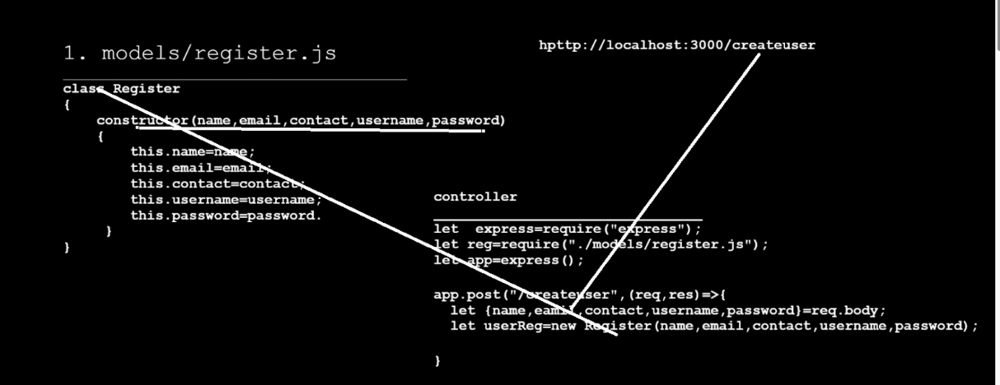 1. models/register.js
class Register
{
constructor(name,email,contact,username,password)
{
this.name=name;
this.email=email;
this.contact=contact;
this.username=username;
this.password=password.
}
}
hpttp://localhost:3000/createuser
controller
let  express=require("express");
let reg=require("./models/register.js");
let app=express();
app.post("/createuser",(req,res)=>{
let {name,eamil,contact,username,password}=req.body;
let userReg=new Register(name,email,contact,username,password);
}